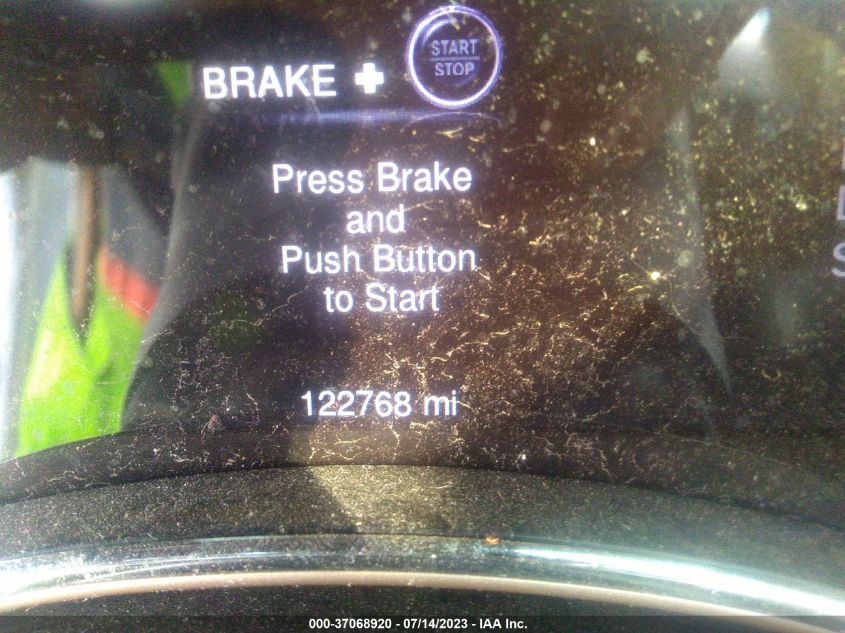 BRAKE + START
STOP
Press Brake
and
Push Button
to Start
122768 mi
000-37068920 / 07/14/2023 - IAA Inc.